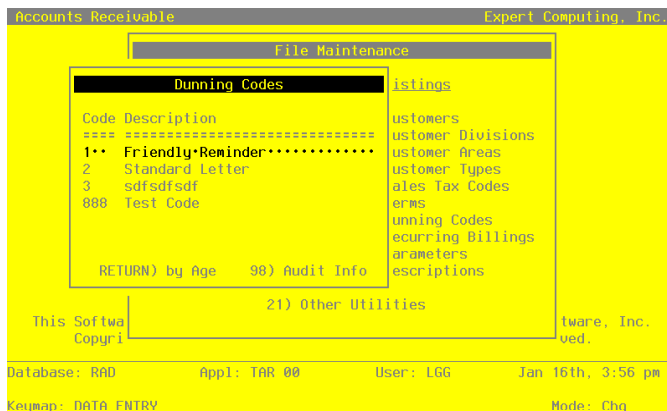 Accounts Receivable Expert Computing, Inc.
File Maintenance
Dunning Codes istings
Code Description ustomers
==== ============================== ustomer Divisions
1•• Friendly•Reminder••••••••••••• ustomer Areas
2 Standard Letter ustomer Types
3 sdfsdfsdf ales Tax Codes
888 Test Code erms
unning Codes
ecurring Billings
arameters
RETURN) by Age 98) Audit Info escriptions
21) Other Utilities
This Softwa tware, Inc.
Copyri ved.
Database: RAD Appl: TAR 00 User: LGG Jan 16th, 3:56 pm
Keymap: DATA ENTRY Mode: Chg